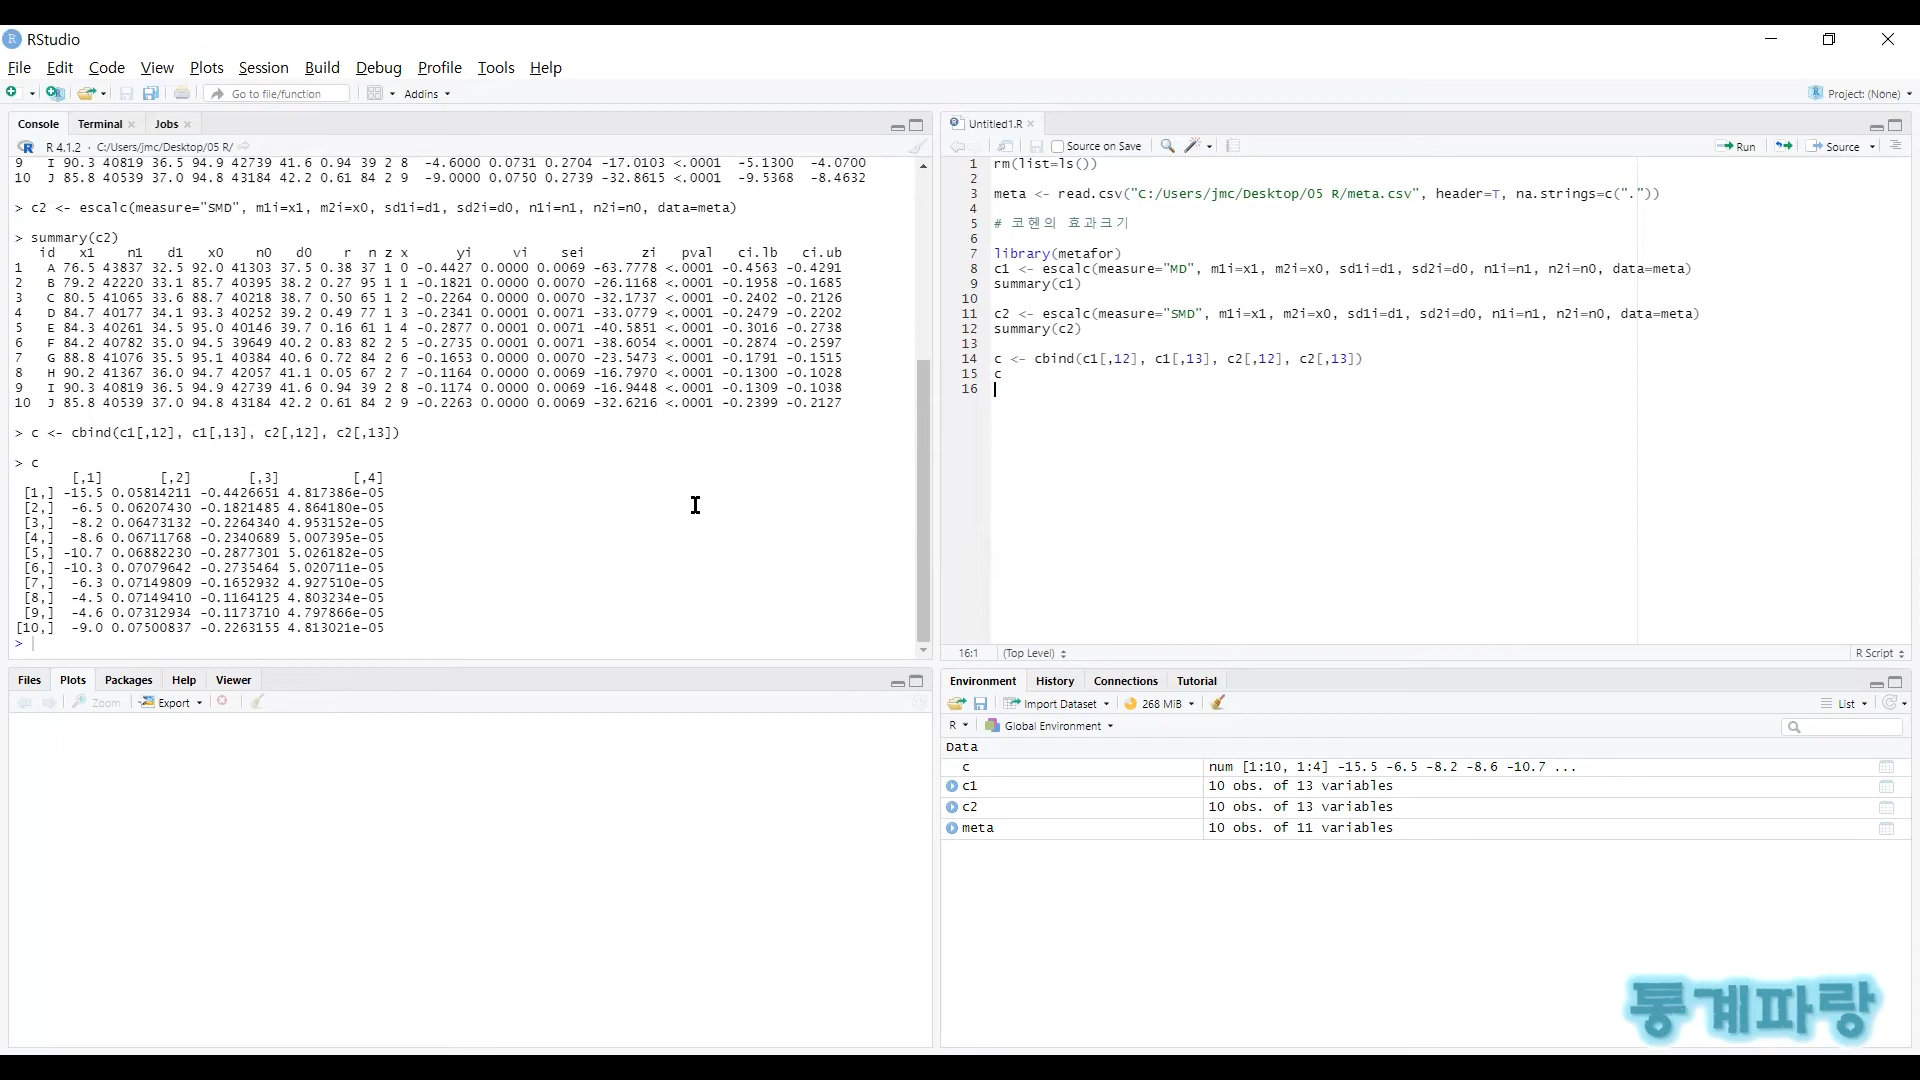 RStudio
File Edit Code View Plots Session Build Debug Profile Tools Help
Go to file/function Addins Project: (None)
Console Terminal Jobs
R 4.1.2 · C:/Users/jmc/Desktop/05 R/
9 I 90.3 40819 36.5 94.9 42739 41.6 0.94 39 2 8 -4.6000 0.0731 0.2704 -17.0103 <.0001 -5.1300 -4.0700
10 J 85.8 40539 37.0 94.8 43184 42.2 0.61 84 2 9 -9.0000 0.0750 0.2739 -32.8615 <.0001 -9.5368 -8.4632
> c2 <- escalc(measure="SMD", m1i=x1, m2i=x0, sd1i=d1, sd2i=d0, n1i=n1, n2i=n0, data=meta)
> summary(c2)
id x1 n1 d1 x0 n0 d0 r n z x yi vi sei zi pval ci.lb ci.ub
1 A 76.5 43837 32.5 92.0 41303 37.5 0.38 37 1 0 -0.4427 0.0000 0.0069 -63.7778 <.0001 -0.4563 -0.4291
2 B 79.2 42220 33.1 85.7 40395 38.2 0.27 95 1 1 -0.1821 0.0000 0.0070 -26.1168 <.0001 -0.1958 -0.1685
3 C 80.5 41065 33.6 88.7 40218 38.7 0.50 65 1 2 -0.2264 0.0000 0.0070 -32.1737 <.0001 -0.2402 -0.2126
4 D 84.7 40177 34.1 93.3 40252 39.2 0.49 77 1 3 -0.2341 0.0001 0.0071 -33.0779 <.0001 -0.2479 -0.2202
5 E 84.3 40261 34.5 95.0 40146 39.7 0.16 61 1 4 -0.2877 0.0001 0.0071 -40.5851 <.0001 -0.3016 -0.2738
6 F 84.2 40782 35.0 94.5 39649 40.2 0.83 82 2 5 -0.2735 0.0001 0.0071 -38.6054 <.0001 -0.2874 -0.2597
7 G 88.8 41076 35.5 95.1 40384 40.6 0.72 84 2 6 -0.1653 0.0000 0.0070 -23.5473 <.0001 -0.1791 -0.1515
8 H 90.2 41367 36.0 94.7 42057 41.1 0.05 67 2 7 -0.1164 0.0000 0.0069 -16.7970 <.0001 -0.1300 -0.1028
9 I 90.3 40819 36.5 94.9 42739 41.6 0.94 39 2 8 -0.1174 0.0000 0.0069 -16.9448 <.0001 -0.1309 -0.1038
10 J 85.8 40539 37.0 94.8 43184 42.2 0.61 84 2 9 -0.2263 0.0000 0.0069 -32.6216 <.0001 -0.2399 -0.2127
> c <- cbind(c1[,12], c1[,13], c2[,12], c2[,13])
> c
[,1] [,2] [,3] [,4]
[1,] -15.5 0.05814211 -0.4426651 4.817386e-05
[2,] -6.5 0.06207430 -0.1821485 4.864180e-05
[3,] -8.2 0.06473132 -0.2264340 4.953152e-05
[4,] -8.6 0.06711768 -0.2340689 5.007395e-05
[5,] -10.7 0.06882230 -0.2877301 5.026182e-05
[6,] -10.3 0.07079642 -0.2735464 5.020711e-05
[7,] -6.3 0.07149809 -0.1652932 4.927510e-05
[8,] -4.5 0.07149410 -0.1164125 4.803234e-05
[9,] -4.6 0.07312934 -0.1173710 4.797866e-05
[10,] -9.0 0.07500837 -0.2263155 4.813021e-05
>
Untitled1.R
Source on Save Run Source
1 rm(list=ls())
2
3 meta <- read.csv("C:/Users/jmc/Desktop/05 R/meta.csv", header=T, na.strings=c("."))
4
5 # 코헨의 효과크기
6
7 library(metafor)
8 c1 <- escalc(measure="MD", m1i=x1, m2i=x0, sd1i=d1, sd2i=d0, n1i=n1, n2i=n0, data=meta)
9 summary(c1)
10
11 c2 <- escalc(measure="SMD", m1i=x1, m2i=x0, sd1i=d1, sd2i=d0, n1i=n1, n2i=n0, data=meta)
12 summary(c2)
13
14 c <- cbind(c1[,12], c1[,13], c2[,12], c2[,13])
15 c
16
16:1 (Top Level) R Script
Files Plots Packages Help Viewer
Zoom Export
Environment History Connections Tutorial
Import Dataset 268 MiB List
R Global Environment
Data
c num [1:10, 1:4] -15.5 -6.5 -8.2 -8.6 -10.7 ...
c1 10 obs. of 13 variables
c2 10 obs. of 13 variables
meta 10 obs. of 11 variables
통계파랑